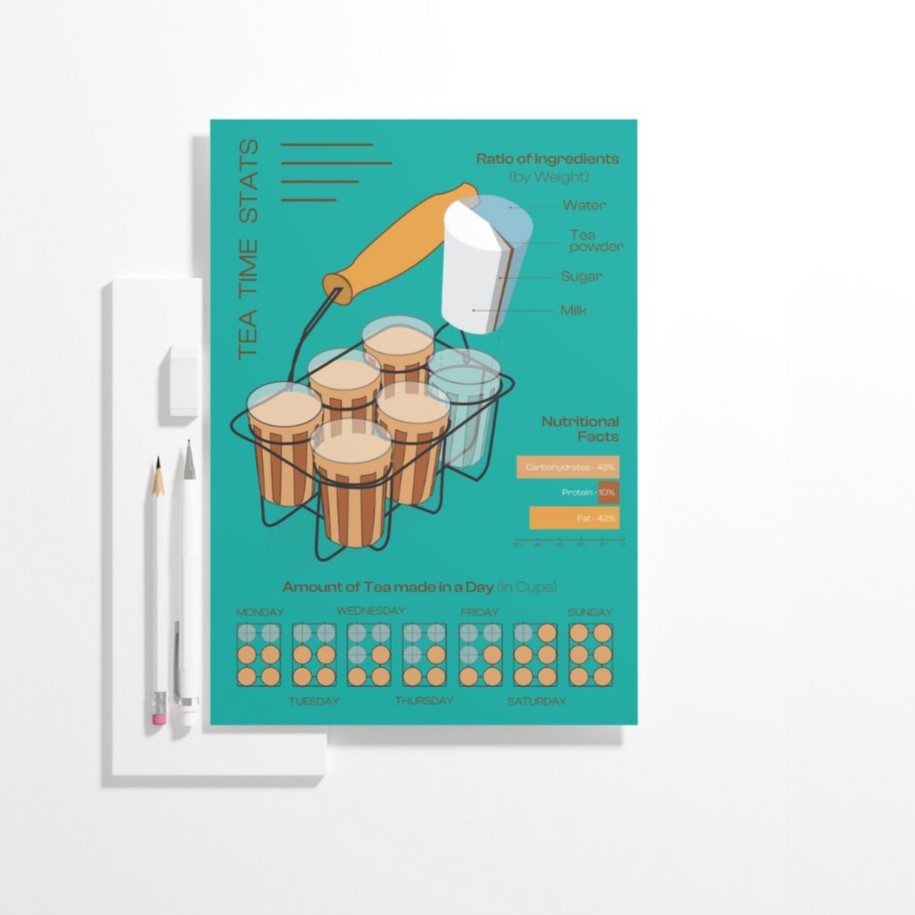 TEA TIME STATS
Ratio of Ingredients
(by Weight)
Water
Tea
powder
Sugar
Milk
Nutritional
Facts
Carbohydrates - 48%
Protein - 10%
Fat - 42%
Amount of Tea made in a Day (in Cups)
MONDAY
WEDNESDAY
FRIDAY
SUNDAY
TUESDAY
THURSDAY
SATURDAY